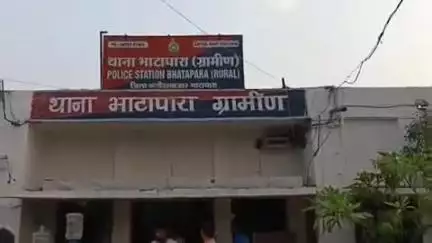 थाना भाटापारा (ग्रामीण)
POLICE STATION BHATAPARA (RURAL)
थाना भाटापारा ग्रामीण